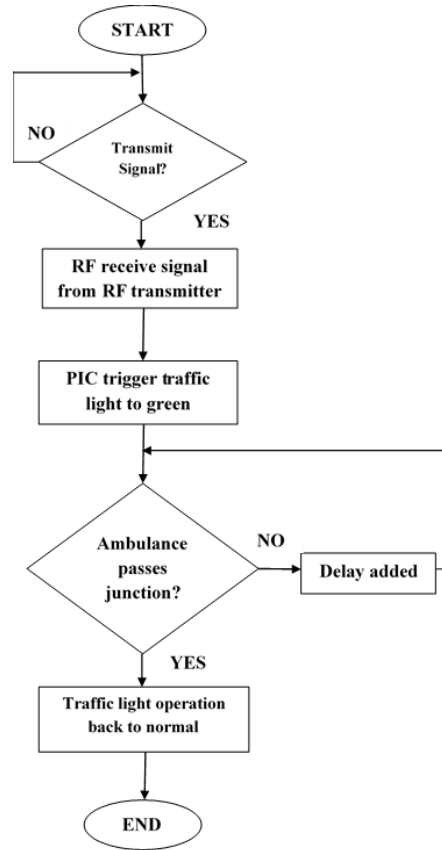 START
NO
Transmit
Signal?
YES
RF receive signal
from RF transmitter
PIC trigger traffic
light to green
Ambulance
passes
junction?
NO
Delay added
YES
Traffic light operation
back to normal
END